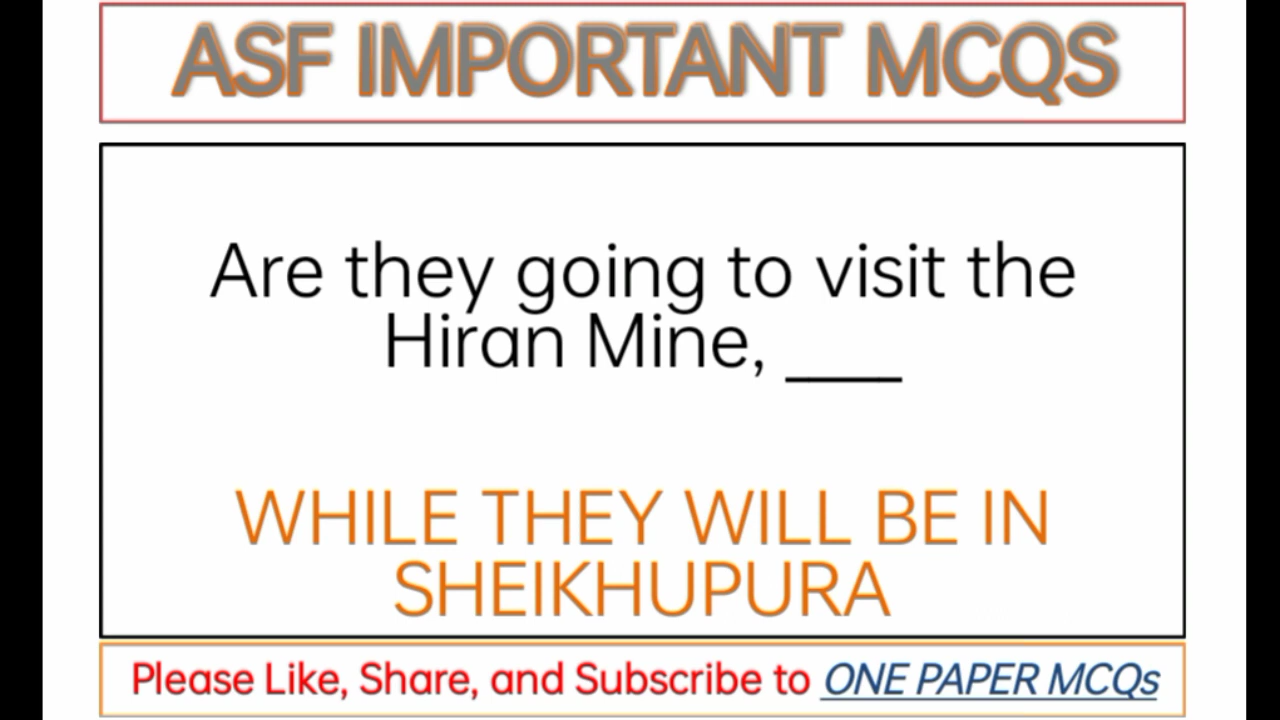 ASF IMPORTANT MCQS
Are they going to visit the
Hiran Mine, ____
WHILE THEY WILL BE IN
SHEIKHUPURA
Please Like, Share, and Subscribe to ONE PAPER MCQs